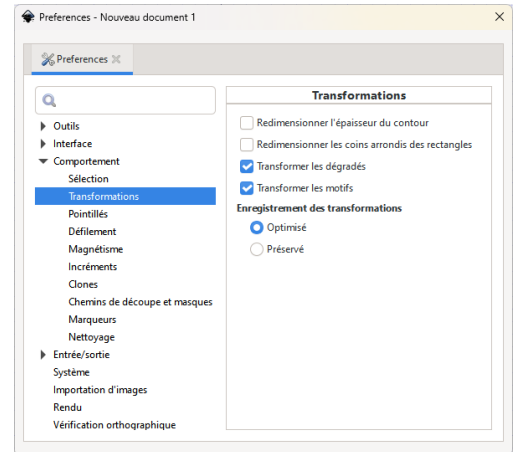 Preferences - Nouveau document 1
Preferences
Outils
Interface
Comportement
Sélection
Transformations
Pointillés
Défilement
Magnétisme
Incréments
Clones
Chemins de découpe et masques
Marqueurs
Nettoyage
Entrée/sortie
Système
Importation d'images
Rendu
Vérification orthographique
Transformations
Redimensionner l'épaisseur du contour
Redimensionner les coins arrondis des rectangles
Transformer les dégradés
Transformer les motifs
Enregistrement des transformations
Optimisé
Préservé